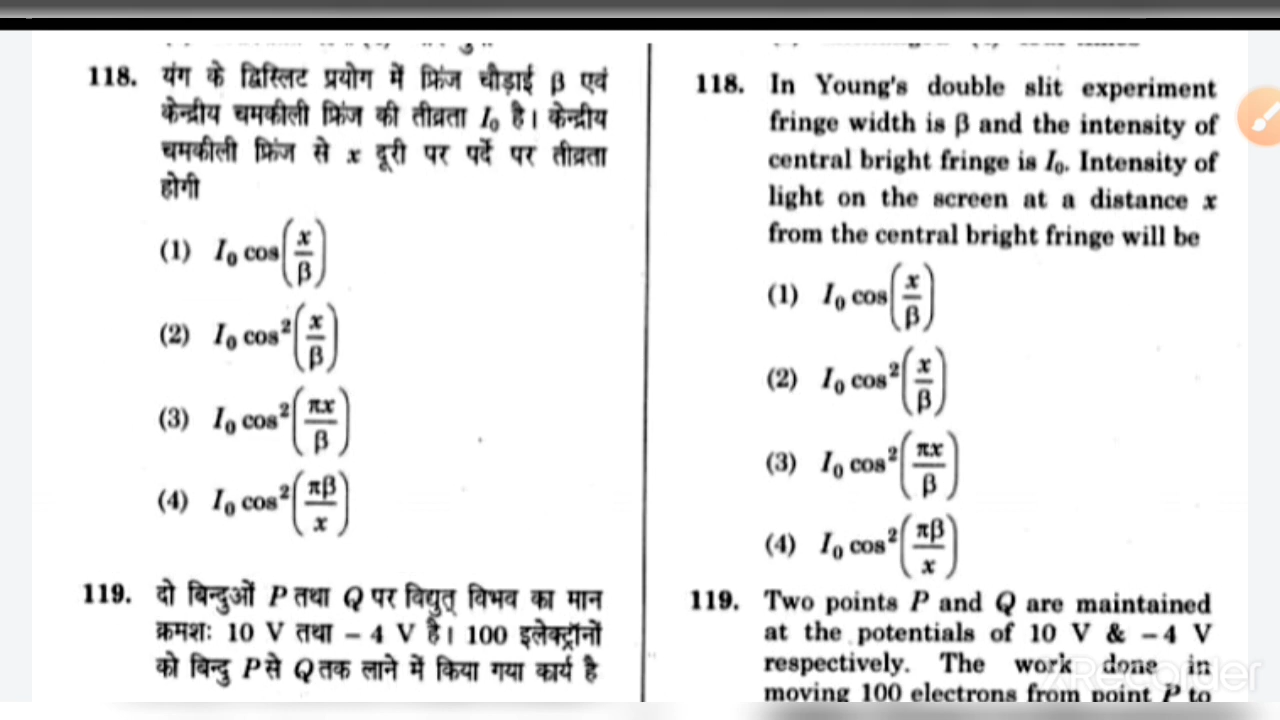 118. यंग के द्विस्लिट प्रयोग में फ्रिंज चौड़ाई β एवं
केन्द्रीय चमकीली फ्रिंज की तीव्रता I₀ है। केन्द्रीय
चमकीली फ्रिंज से x दूरी पर पर्दे पर तीव्रता
होगी
(1) I₀ cos(x/β)
(2) I₀ cos²(x/β)
(3) I₀ cos²(πx/β)
(4) I₀ cos²(πβ/x)
119. दो बिन्दुओं P तथा Q पर विद्युत् विभव का मान
क्रमशः 10 V तथा – 4 V है। 100 इलेक्ट्रॉनों
को बिन्दु P से Q तक लाने में किया गया कार्य है
118. In Young's double slit experiment
fringe width is β and the intensity of
central bright fringe is I₀. Intensity of
light on the screen at a distance x
from the central bright fringe will be
(1) I₀ cos(x/β)
(2) I₀ cos²(x/β)
(3) I₀ cos²(πx/β)
(4) I₀ cos²(πβ/x)
119. Two points P and Q are maintained
at the potentials of 10 V & – 4 V
respectively. The work done in
moving 100 electrons from point P to
XRecorder